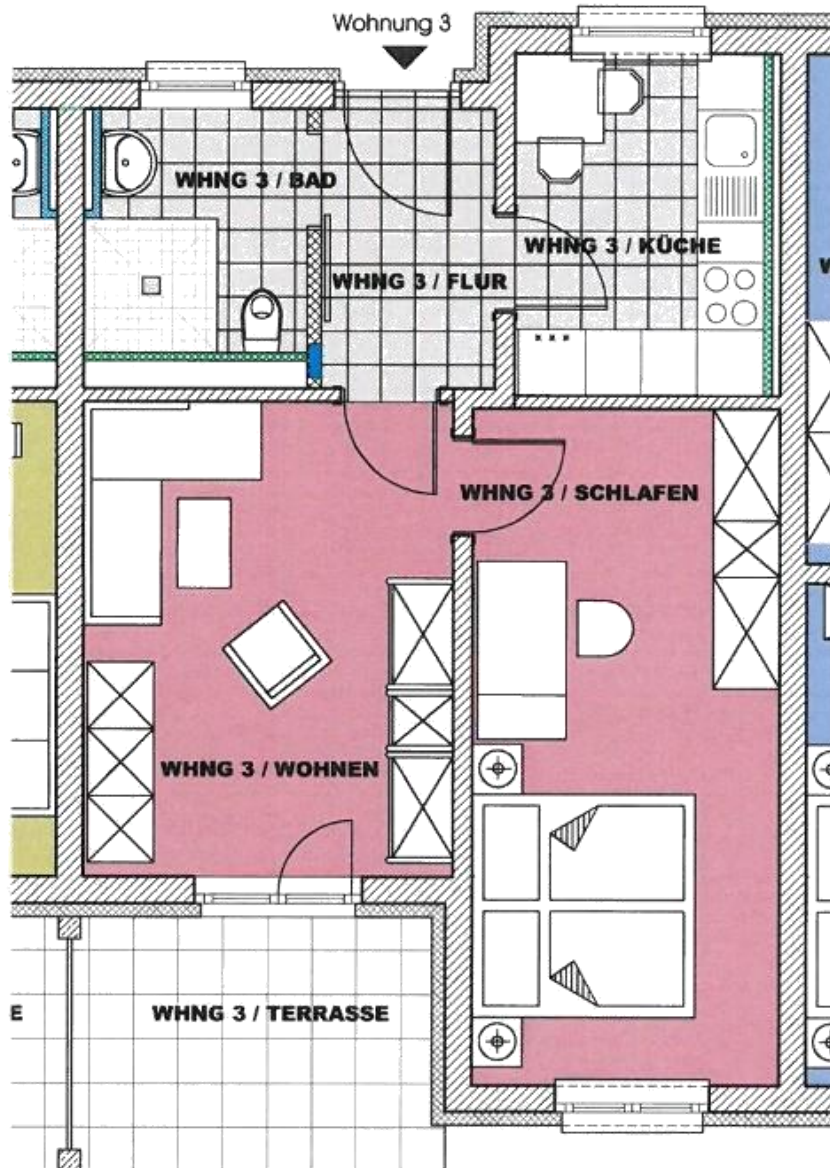 Wohnung 3
WHNG 3 / BAD
WHNG 3 / KÜCHE
WHNG 3 / FLUR
WHNG 3 / SCHLAFEN
WHNG 3 / WOHNEN
E
WHNG 3 / TERRASSE